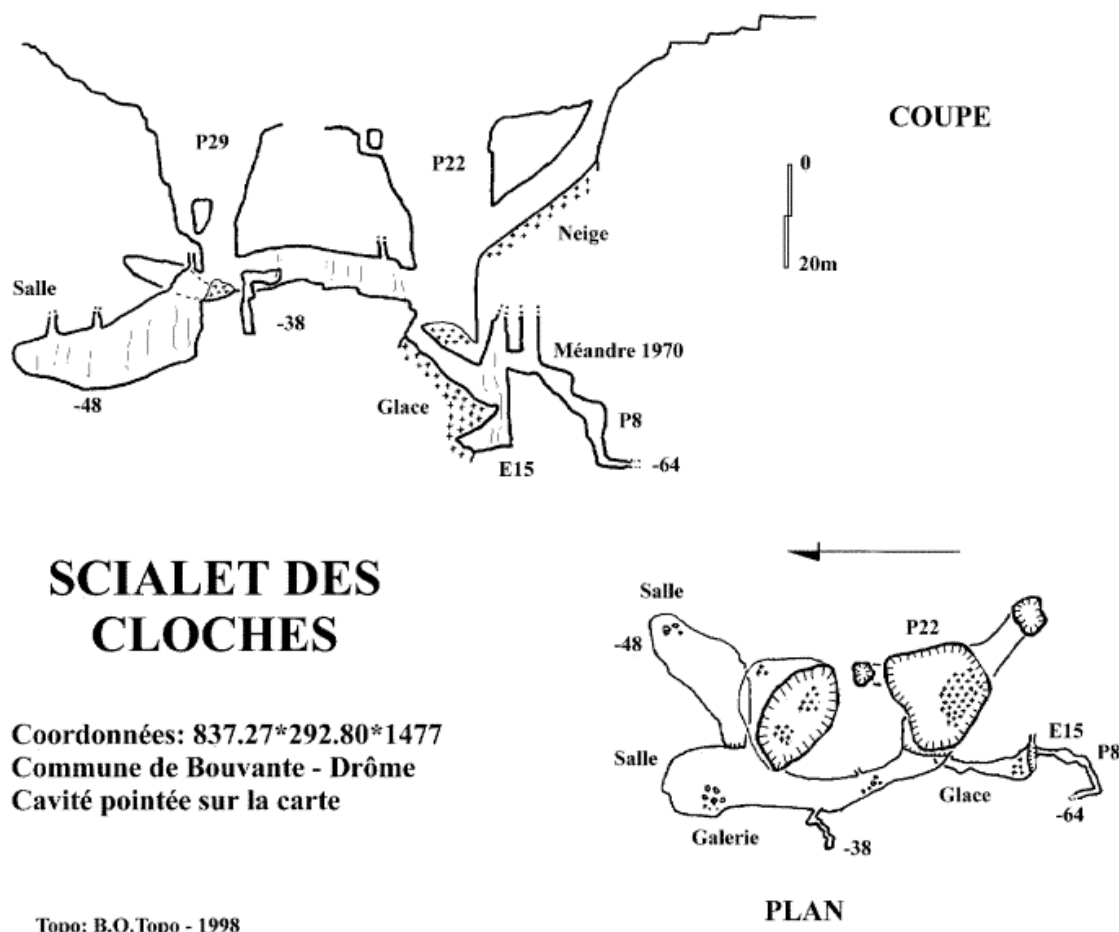 COUPE
P29
P22
0
20m
Neige
Salle
-38
-48
Méandre 1970
Glace
P8
E15
-64
SCIALET DES
CLOCHES
Coordonnées: 837.27*292.80*1477
Commune de Bouvante - Drôme
Cavité pointée sur la carte
Topo: B.O.Topo - 1998
Salle
-48
P22
Salle
E15
P8
Glace
-64
Galerie
-38
PLAN